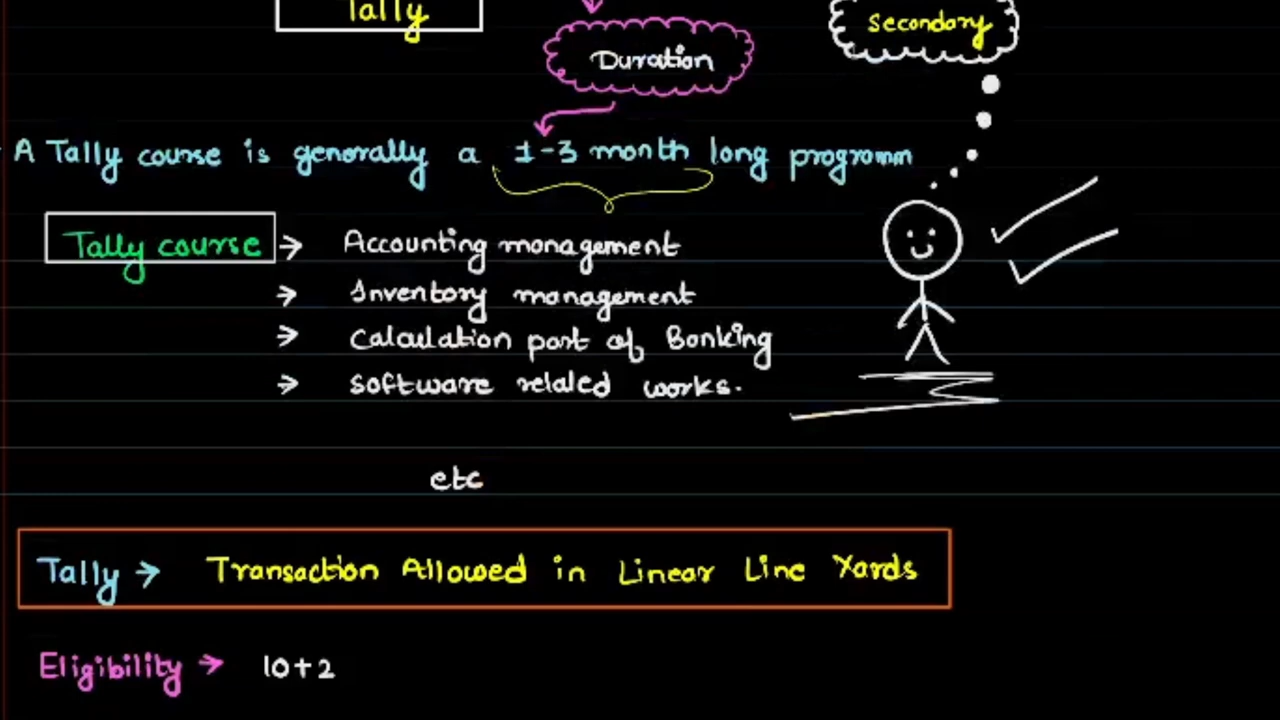 Tally
secondary
Duration
A Tally course is generally a 1-3 month long programm
Tally course → Accounting management
→ Inventory management
→ Calculation part of Banking
→ software related works.
etc
Tally → Transaction Allowed in Linear Line Yards
Eligibility → 10+2